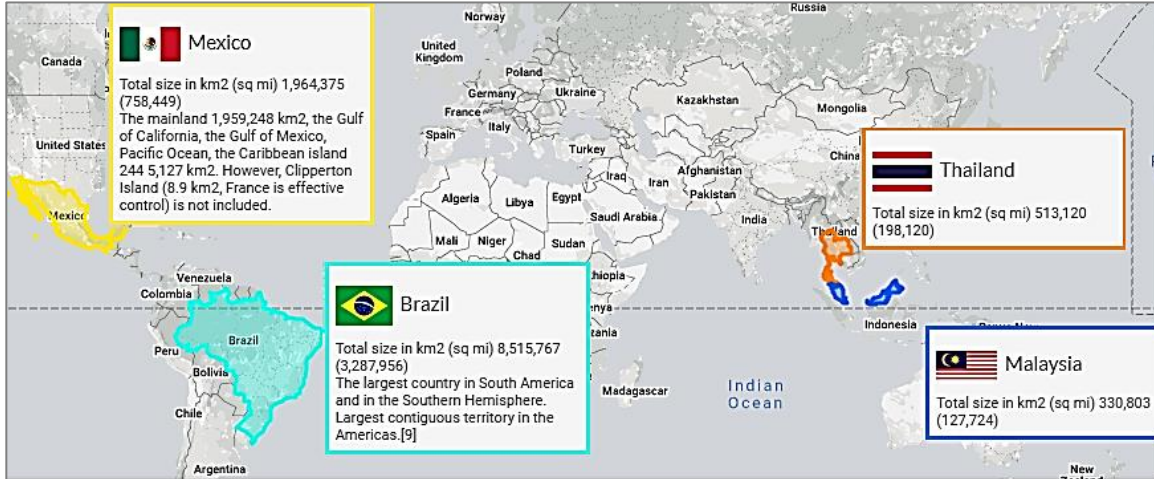 Norway
Russia
Canada
United
Kingdom
Poland
Germany
Ukraine
France
Kazakhstan
Mongolia
Spain
Italy
Turkey
United States
China
Iraq
Iran
Afghanistan
Pakistan
Algeria
Libya
Egypt
Saudi Arabia
India
Mexico
Mali
Niger
Chad
Sudan
Thailand
Venezuela
Colombia
thiopia
enya
Indonesia
Brazil
Peru
nzania
Bolivia
Madagascar
Indian
Ocean
Chile
Argentina
New
Mexico
Total size in km2 (sq mi) 1,964,375
(758,449)
The mainland 1,959,248 km2, the Gulf
of California, the Gulf of Mexico,
Pacific Ocean, the Caribbean island
244 5,127 km2. However, Clipperton
Island (8.9 km2, France is effective
control) is not included.
Thailand
Total size in km2 (sq mi) 513,120
(198,120)
Brazil
Total size in km2 (sq mi) 8,515,767
(3,287,956)
The largest country in South America
and in the Southern Hemisphere.
Largest contiguous territory in the
Americas.[9]
Malaysia
Total size in km2 (sq mi) 330,803
(127,724)